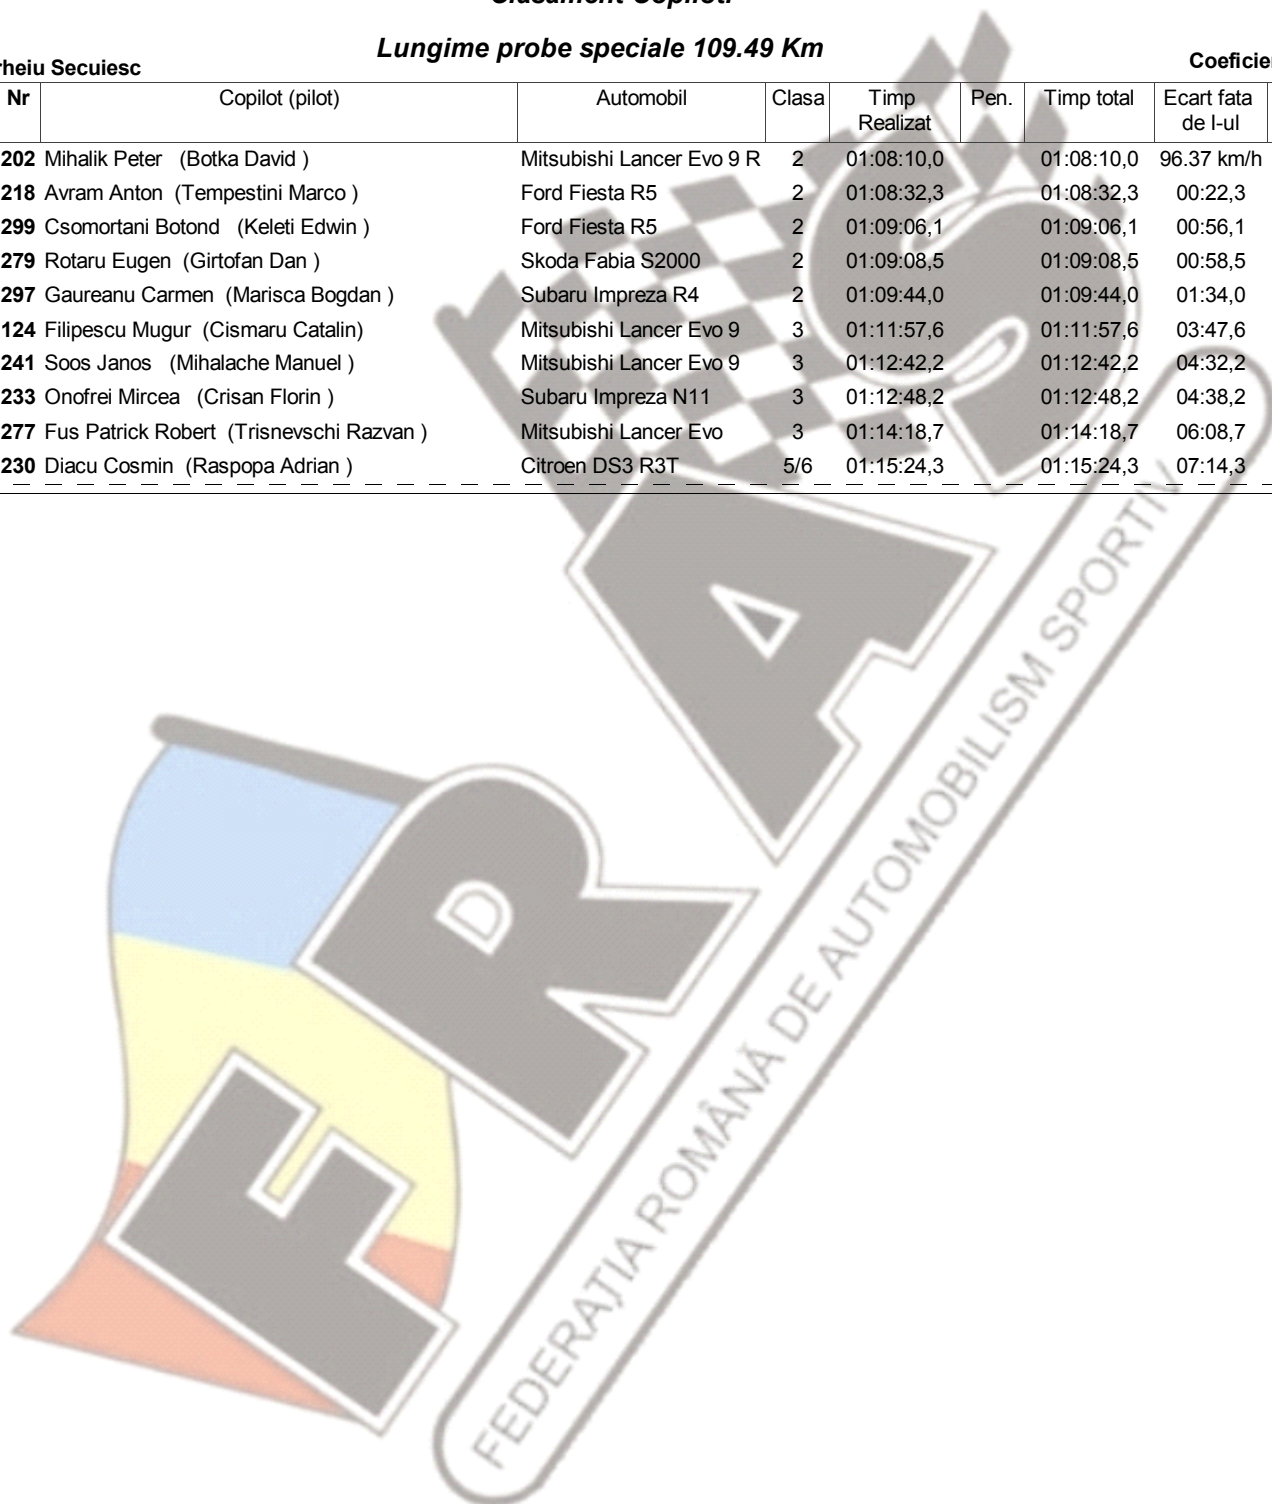 Clasament Copiloti
Lungime probe speciale 109.49 Km
rheiu Secuiesc
Coeficie
Nr Copilot (pilot) Automobil Clasa Timp Realizat Pen. Timp total Ecart fata de l-ul
202 Mihalik Peter (Botka David ) Mitsubishi Lancer Evo 9 R 2 01:08:10,0 01:08:10,0 96.37 km/h
218 Avram Anton (Tempestini Marco ) Ford Fiesta R5 2 01:08:32,3 01:08:32,3 00:22,3
299 Csomortani Botond (Keleti Edwin ) Ford Fiesta R5 2 01:09:06,1 01:09:06,1 00:56,1
279 Rotaru Eugen (Girtofan Dan ) Skoda Fabia S2000 2 01:09:08,5 01:09:08,5 00:58,5
297 Gaureanu Carmen (Marisca Bogdan ) Subaru Impreza R4 2 01:09:44,0 01:09:44,0 01:34,0
124 Filipescu Mugur (Cismaru Catalin) Mitsubishi Lancer Evo 9 3 01:11:57,6 01:11:57,6 03:47,6
241 Soos Janos (Mihalache Manuel ) Mitsubishi Lancer Evo 9 3 01:12:42,2 01:12:42,2 04:32,2
233 Onofrei Mircea (Crisan Florin ) Subaru Impreza N11 3 01:12:48,2 01:12:48,2 04:38,2
277 Fus Patrick Robert (Trisnevschi Razvan ) Mitsubishi Lancer Evo 3 01:14:18,7 01:14:18,7 06:08,7
230 Diacu Cosmin (Raspopa Adrian ) Citroen DS3 R3T 5/6 01:15:24,3 01:15:24,3 07:14,3
FRAS
FEDERAȚIA ROMÂNĂ DE AUTOMOBILISM SPORTIV